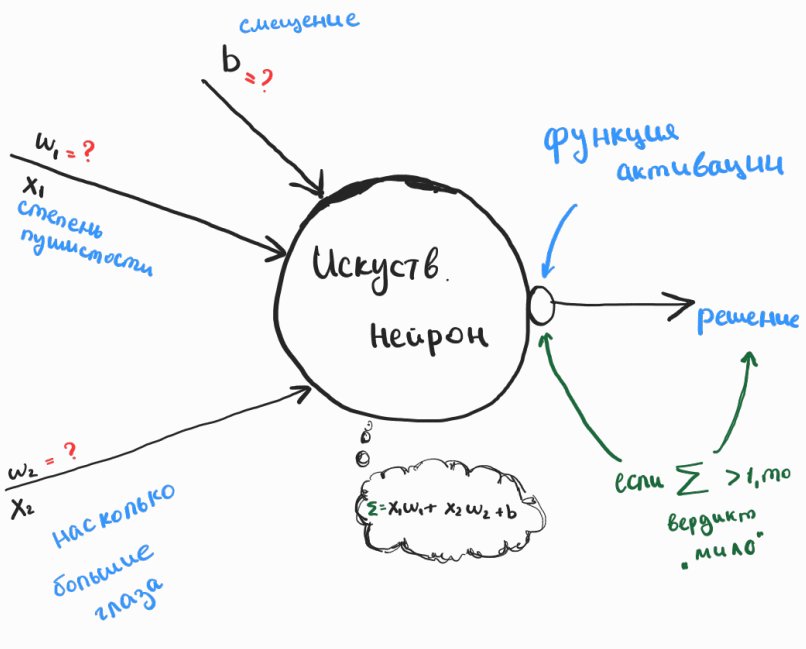 смещение
b = ?
w₁ = ?
x₁
степень
пушистости
функция
активации
Искуств.
нейрон
решение
w₂ = ?
x₂
насколько
большие
глаза
Σ=x₁w₁+ x₂w₂+b
если Σ >1, то
вердикт
"мило"